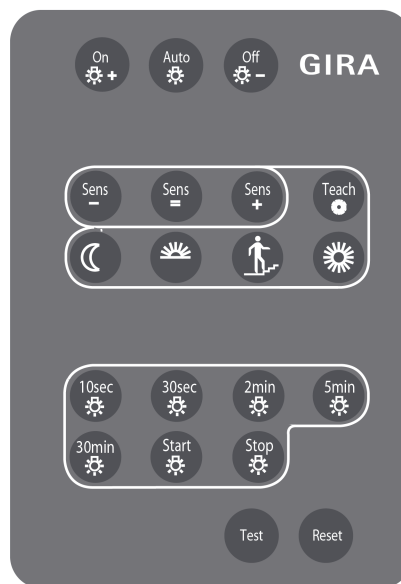 On Auto Off GIRA
+ -
Sens Sens Sens Teach
- = +
10sec 30sec 2min 5min
30min Start Stop
Test Reset